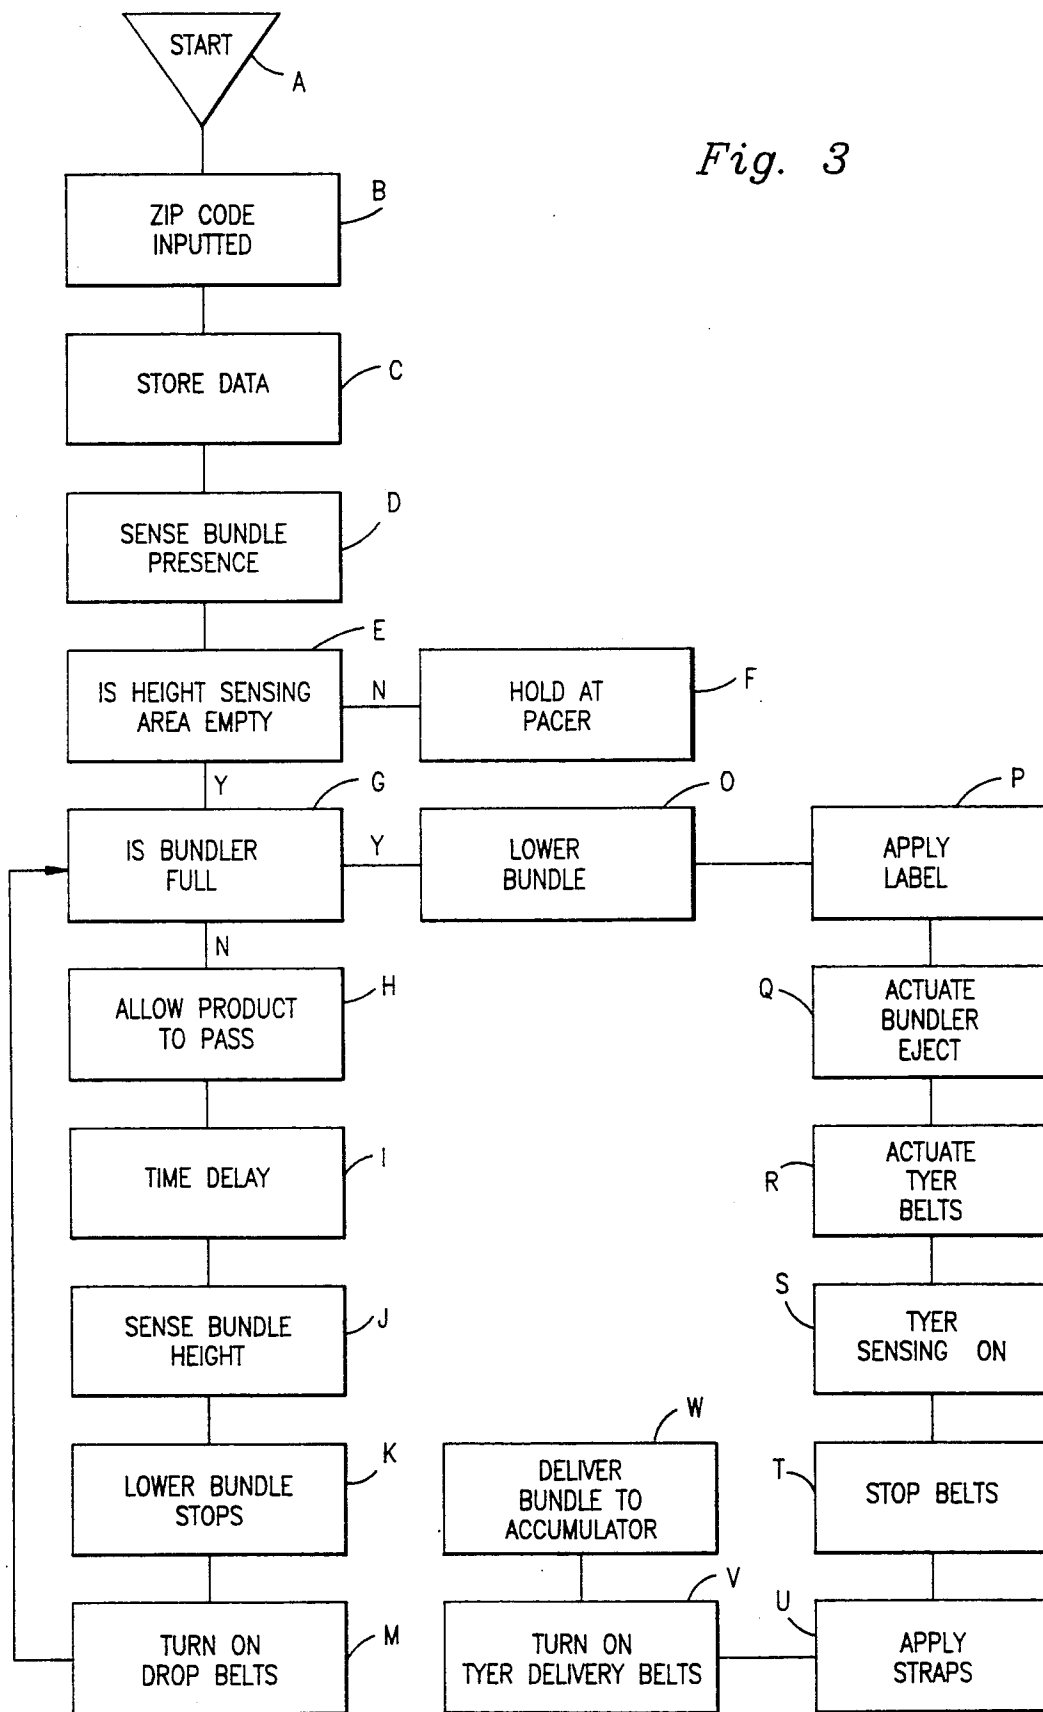 START
A
Fig. 3
B
ZIP CODE
INPUTTED
C
STORE DATA
D
SENSE BUNDLE
PRESENCE
E
IS HEIGHT SENSING
AREA EMPTY
N
HOLD AT
PACER
F
Y
G
IS BUNDLER
FULL
Y
O
LOWER
BUNDLE
P
APPLY
LABEL
N
H
ALLOW PRODUCT
TO PASS
Q
ACTUATE
BUNDLER
EJECT
I
TIME DELAY
R
ACTUATE
TYER
BELTS
J
SENSE BUNDLE
HEIGHT
S
TYER
SENSING ON
K
LOWER BUNDLE
STOPS
W
DELIVER
BUNDLE TO
ACCUMULATOR
T
STOP BELTS
M
TURN ON
DROP BELTS
V
TURN ON
TYER DELIVERY BELTS
U
APPLY
STRAPS